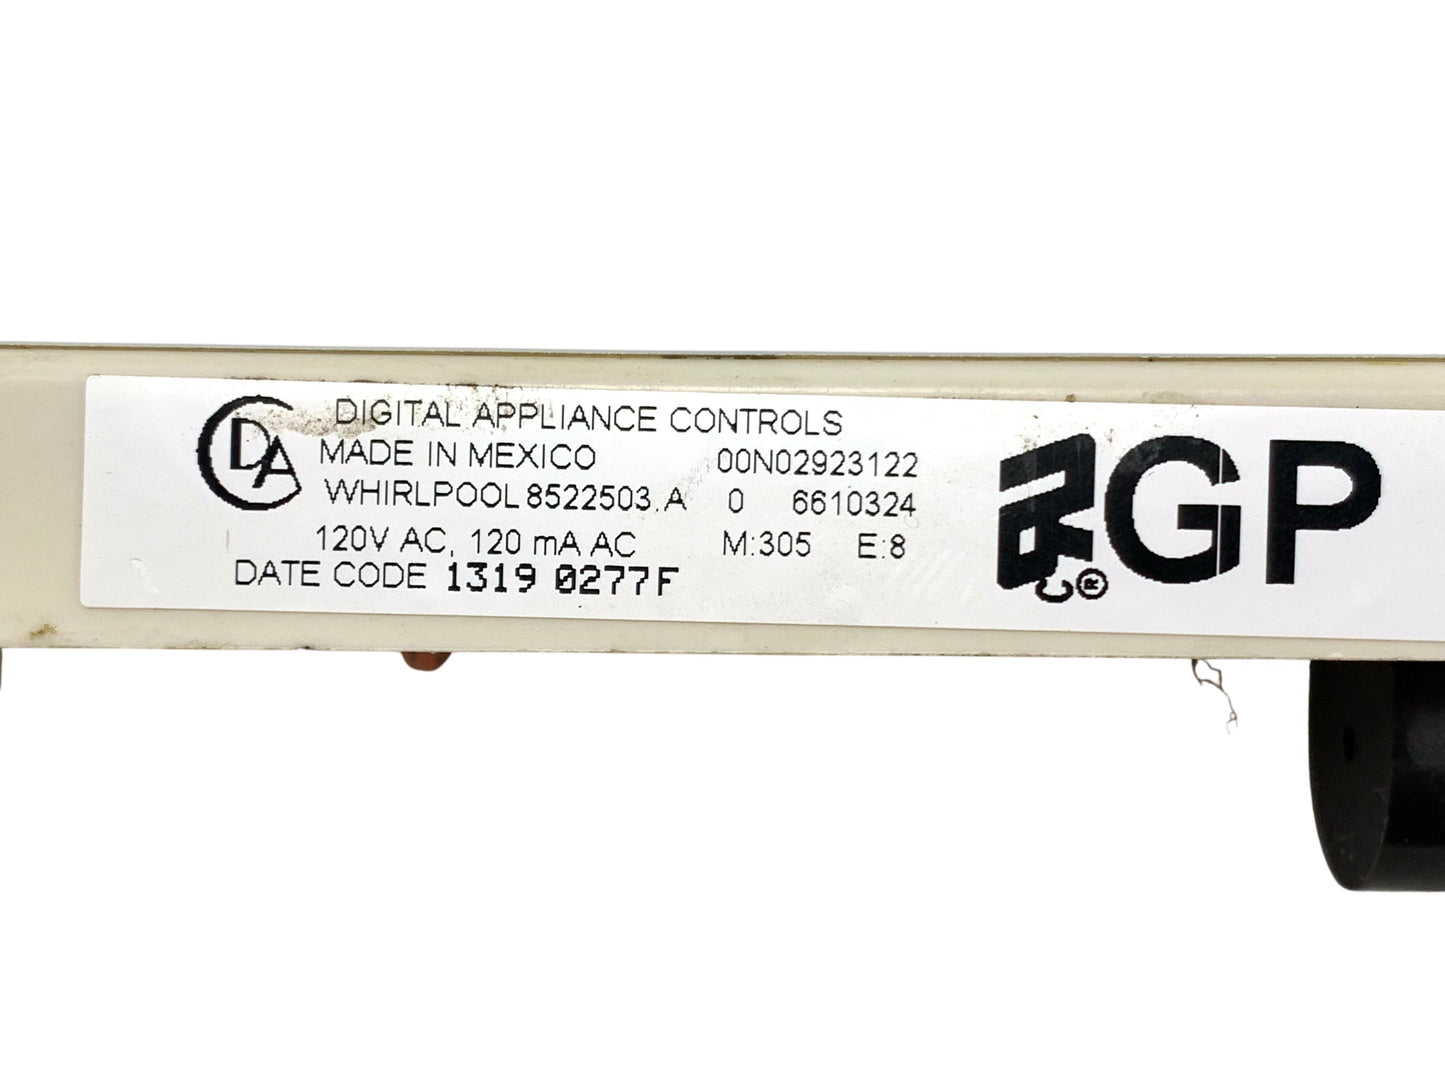 DA
DIGITAL APPLIANCE CONTROLS
MADE IN MEXICO 00N02923122
WHIRLPOOL 8522503.A 0 6610324
120V AC, 120 mA AC M:305 E:8
DATE CODE 1319 0277F
GP
C ®